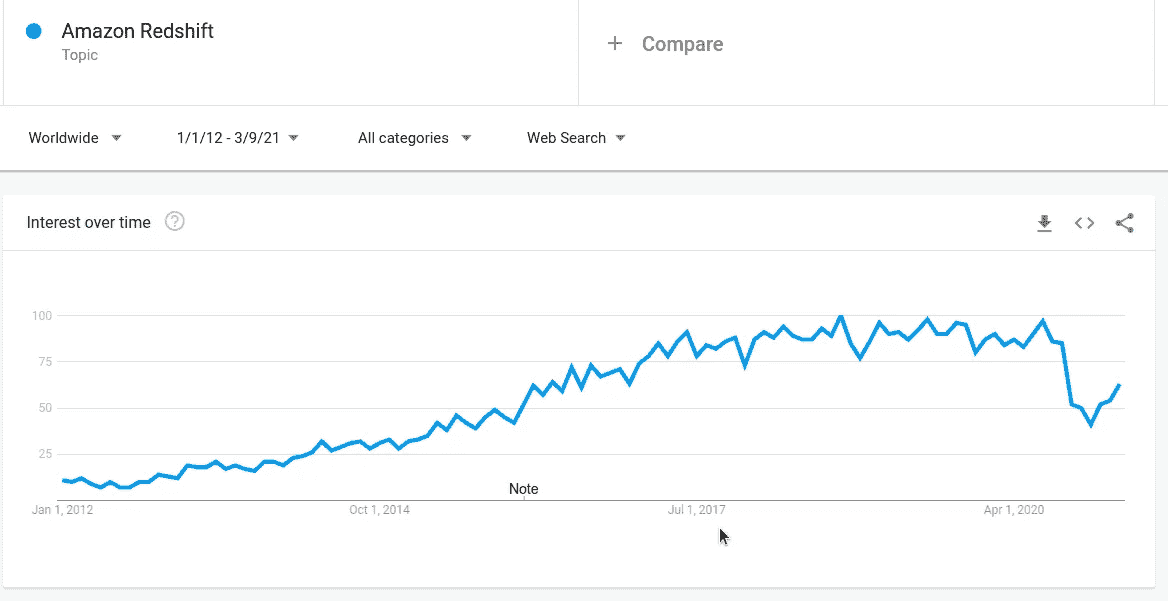 Amazon Redshift
Topic
+ Compare
Worldwide
1/1/12 - 3/9/21
All categories
Web Search
Interest over time ?
100
75
50
25
Note
Jan 1, 2012
Oct 1, 2014
Jul 1, 2017
Apr 1, 2020